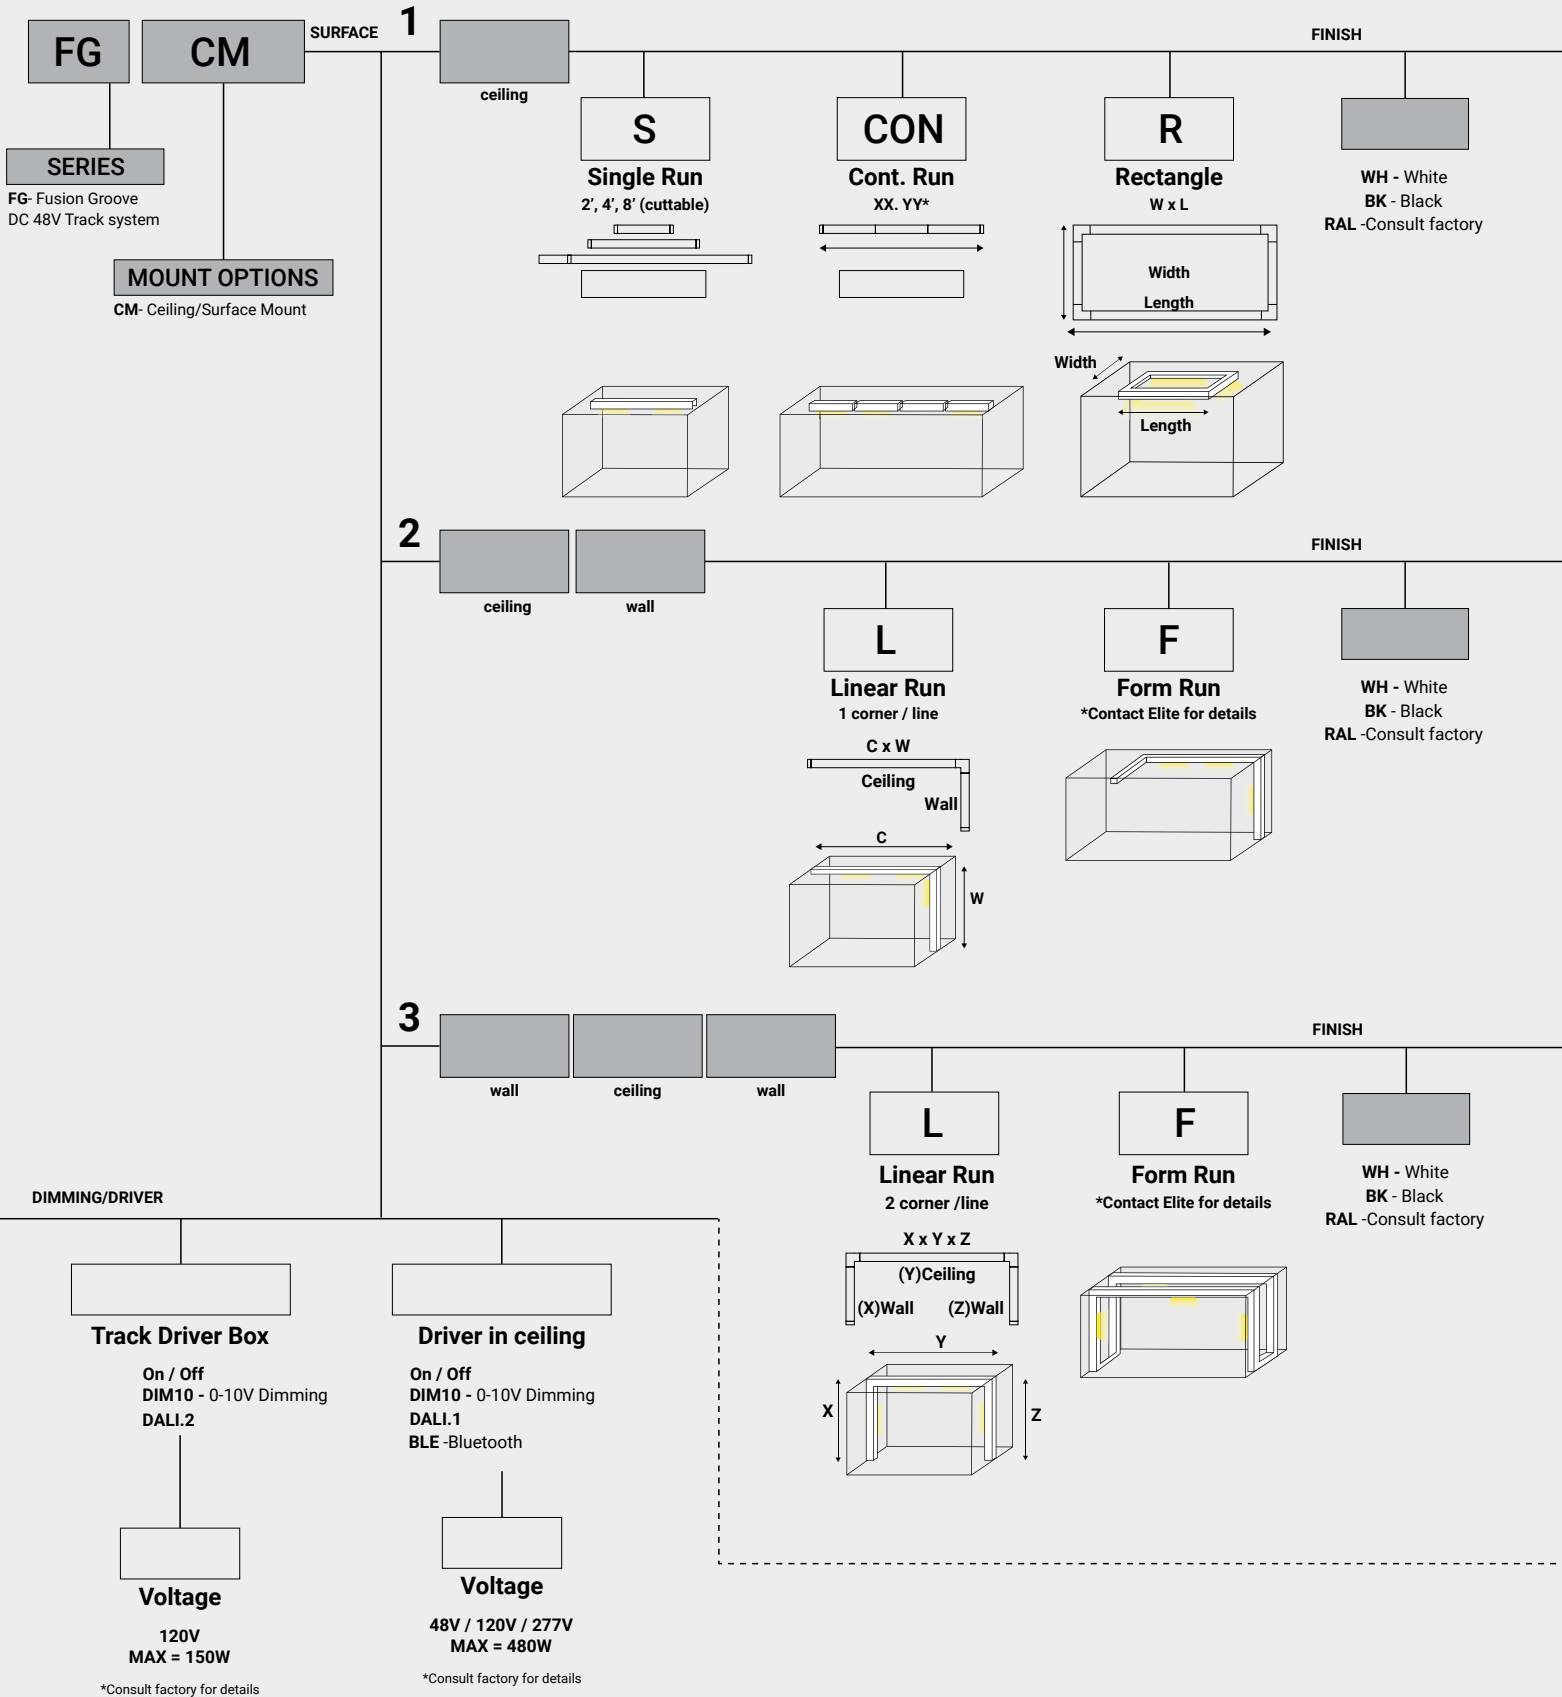 FG
CM
SURFACE
1
ceiling
FINISH
SERIES
FG- Fusion Groove
DC 48V Track system
MOUNT OPTIONS
CM- Ceiling/Surface Mount
S
Single Run
2’, 4’, 8’ (cuttable)
CON
Cont. Run
XX. YY*
R
Rectangle
W x L
Width
Length
Width
Length
WH - White
BK - Black
RAL -Consult factory
2
ceiling
wall
FINISH
L
Linear Run
1 corner / line
C x W
Ceiling
Wall
C
W
F
Form Run
*Contact Elite for details
WH - White
BK - Black
RAL -Consult factory
3
wall
ceiling
wall
FINISH
L
Linear Run
2 corner /line
X x Y x Z
(Y)Ceiling
(X)Wall
(Z)Wall
Y
X
Z
F
Form Run
*Contact Elite for details
WH - White
BK - Black
RAL -Consult factory
DIMMING/DRIVER
Track Driver Box
On / Off
DIM10 - 0-10V Dimming
DALI.2
Voltage
120V
MAX = 150W
*Consult factory for details
Driver in ceiling
On / Off
DIM10 - 0-10V Dimming
DALI.1
BLE -Bluetooth
Voltage
48V / 120V / 277V
MAX = 480W
*Consult factory for details